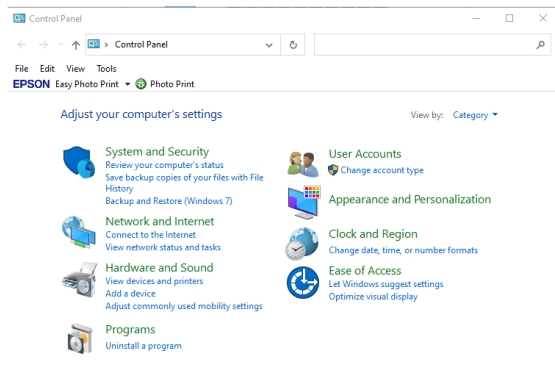 Control Panel
Control Panel
File Edit View Tools
EPSON Easy Photo Print Photo Print
Adjust your computer's settings
View by: Category
System and Security
Review your computer's status
Save backup copies of your files with File
History
Backup and Restore (Windows 7)
Network and Internet
Connect to the Internet
View network status and tasks
Hardware and Sound
View devices and printers
Add a device
Adjust commonly used mobility settings
Programs
Uninstall a program
User Accounts
Change account type
Appearance and Personalization
Clock and Region
Change date, time, or number formats
Ease of Access
Let Windows suggest settings
Optimize visual display